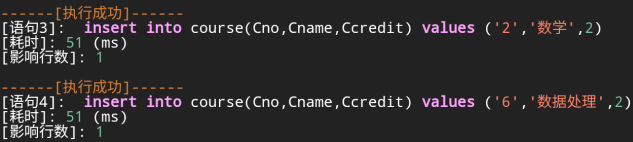 ------[执行成功]------
[语句3]:  insert into course(Cno,Cname,Ccredit) values ('2','数学',2)
[耗时]: 51 (ms)
[影响行数]: 1
------[执行成功]------
[语句4]:  insert into course(Cno,Cname,Ccredit) values ('6','数据处理',2)
[耗时]: 51 (ms)
[影响行数]: 1